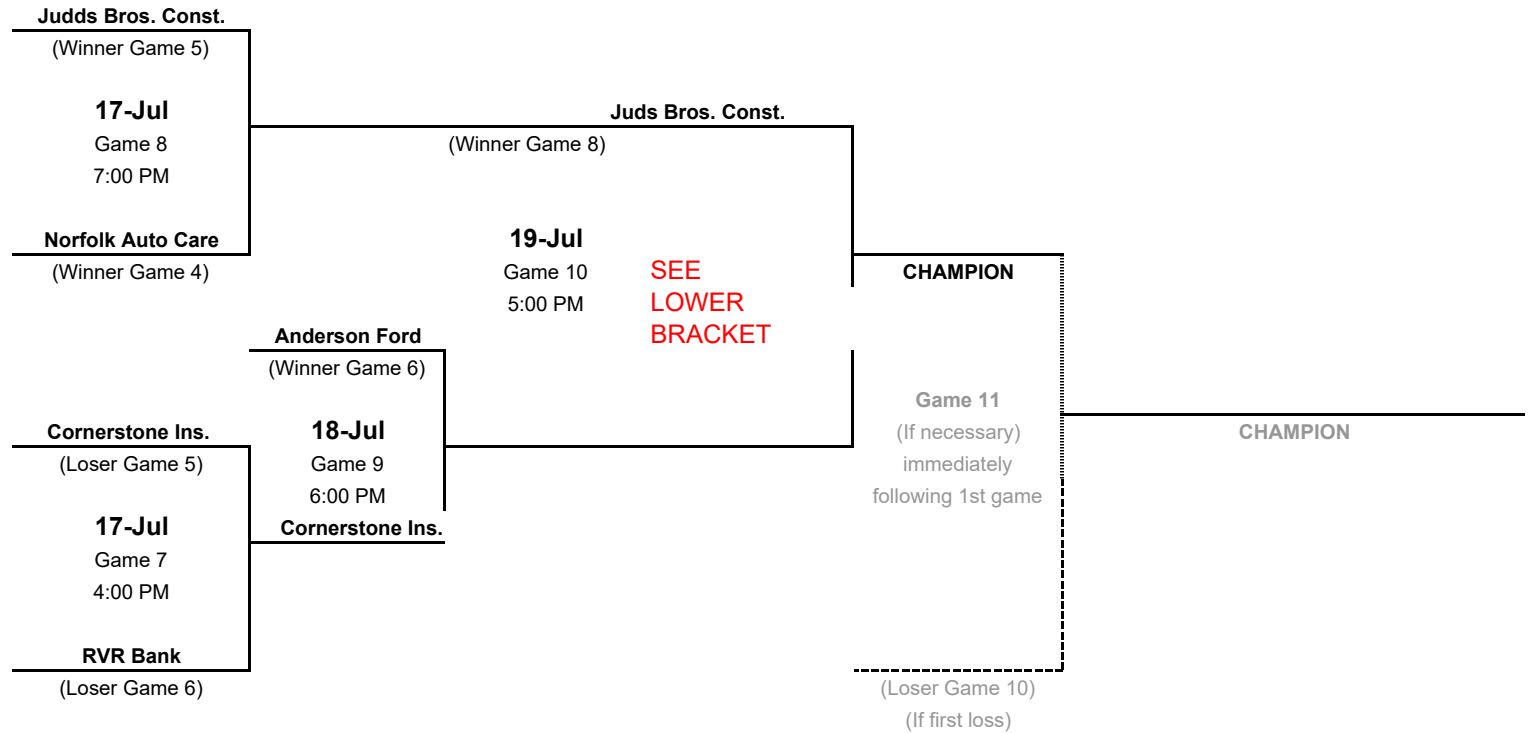 Judds Bros. Const.
(Winner Game 5)
17-Jul
Game 8
7:00 PM
Norfolk Auto Care
(Winner Game 4)
Juds Bros. Const.
(Winner Game 8)
19-Jul
Game 10
5:00 PM
SEE
LOWER
BRACKET
CHAMPION
Anderson Ford
(Winner Game 6)
18-Jul
Game 9
6:00 PM
Cornerstone Ins.
Cornerstone Ins.
(Loser Game 5)
17-Jul
Game 7
4:00 PM
RVR Bank
(Loser Game 6)
Game 11
(If necessary)
immediately
following 1st game
CHAMPION
(Loser Game 10)
(If first loss)